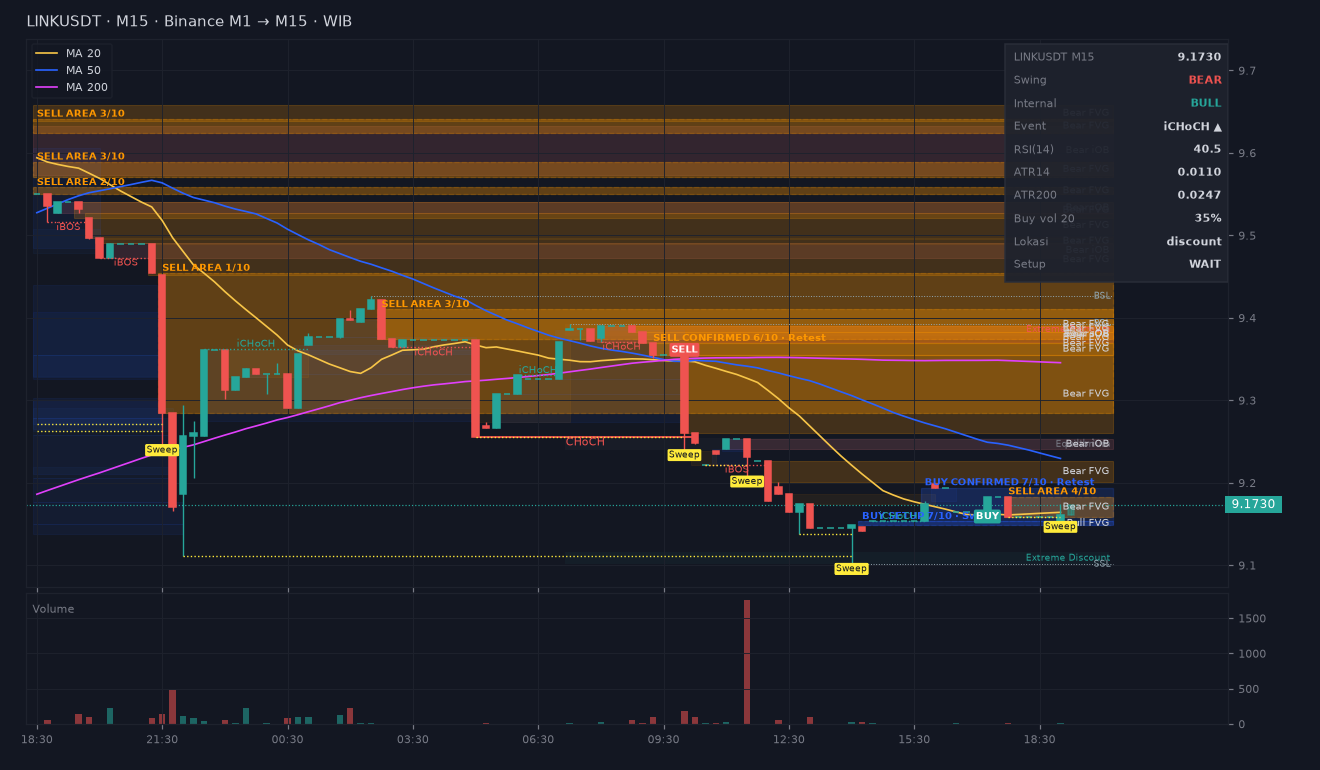 LINKUSDT · M15 · Binance M1 → M15 · WIB
MA 20
MA 50
MA 200
LINKUSDT M15 9.1730
Swing BEAR
Internal BULL
Event iCHoCH ▲
RSI(14) 40.5
ATR14 0.0110
ATR200 0.0247
Buy vol 20 35%
Lokasi discount
Setup WAIT
9.7
9.6
9.5
9.4
9.3
9.2
9.1730
9.1
SELL AREA 3/10
SELL AREA 3/10
SELL AREA 2/10
iBOS
iBOS
SELL AREA 1/10
BSL
SELL AREA 3/10
Bear FVG
SELL CONFIRMED 6/10 · Retest
iCHoCH
iCHoCH
iCHoCH
SELL
Bear FVG
iCHoCH
Bear FVG
CHoCH
Bear iOB
Sweep
Sweep
iBOS
Bear FVG
Sweep
BUY CONFIRMED 7/10 · Retest
SELL AREA 4/10
Bear FVG
BUY
Bull FVG
Sweep
Extreme Discount
SSL
Sweep
Volume
1500
1000
500
0
18:30
21:30
00:30
03:30
06:30
09:30
12:30
15:30
18:30